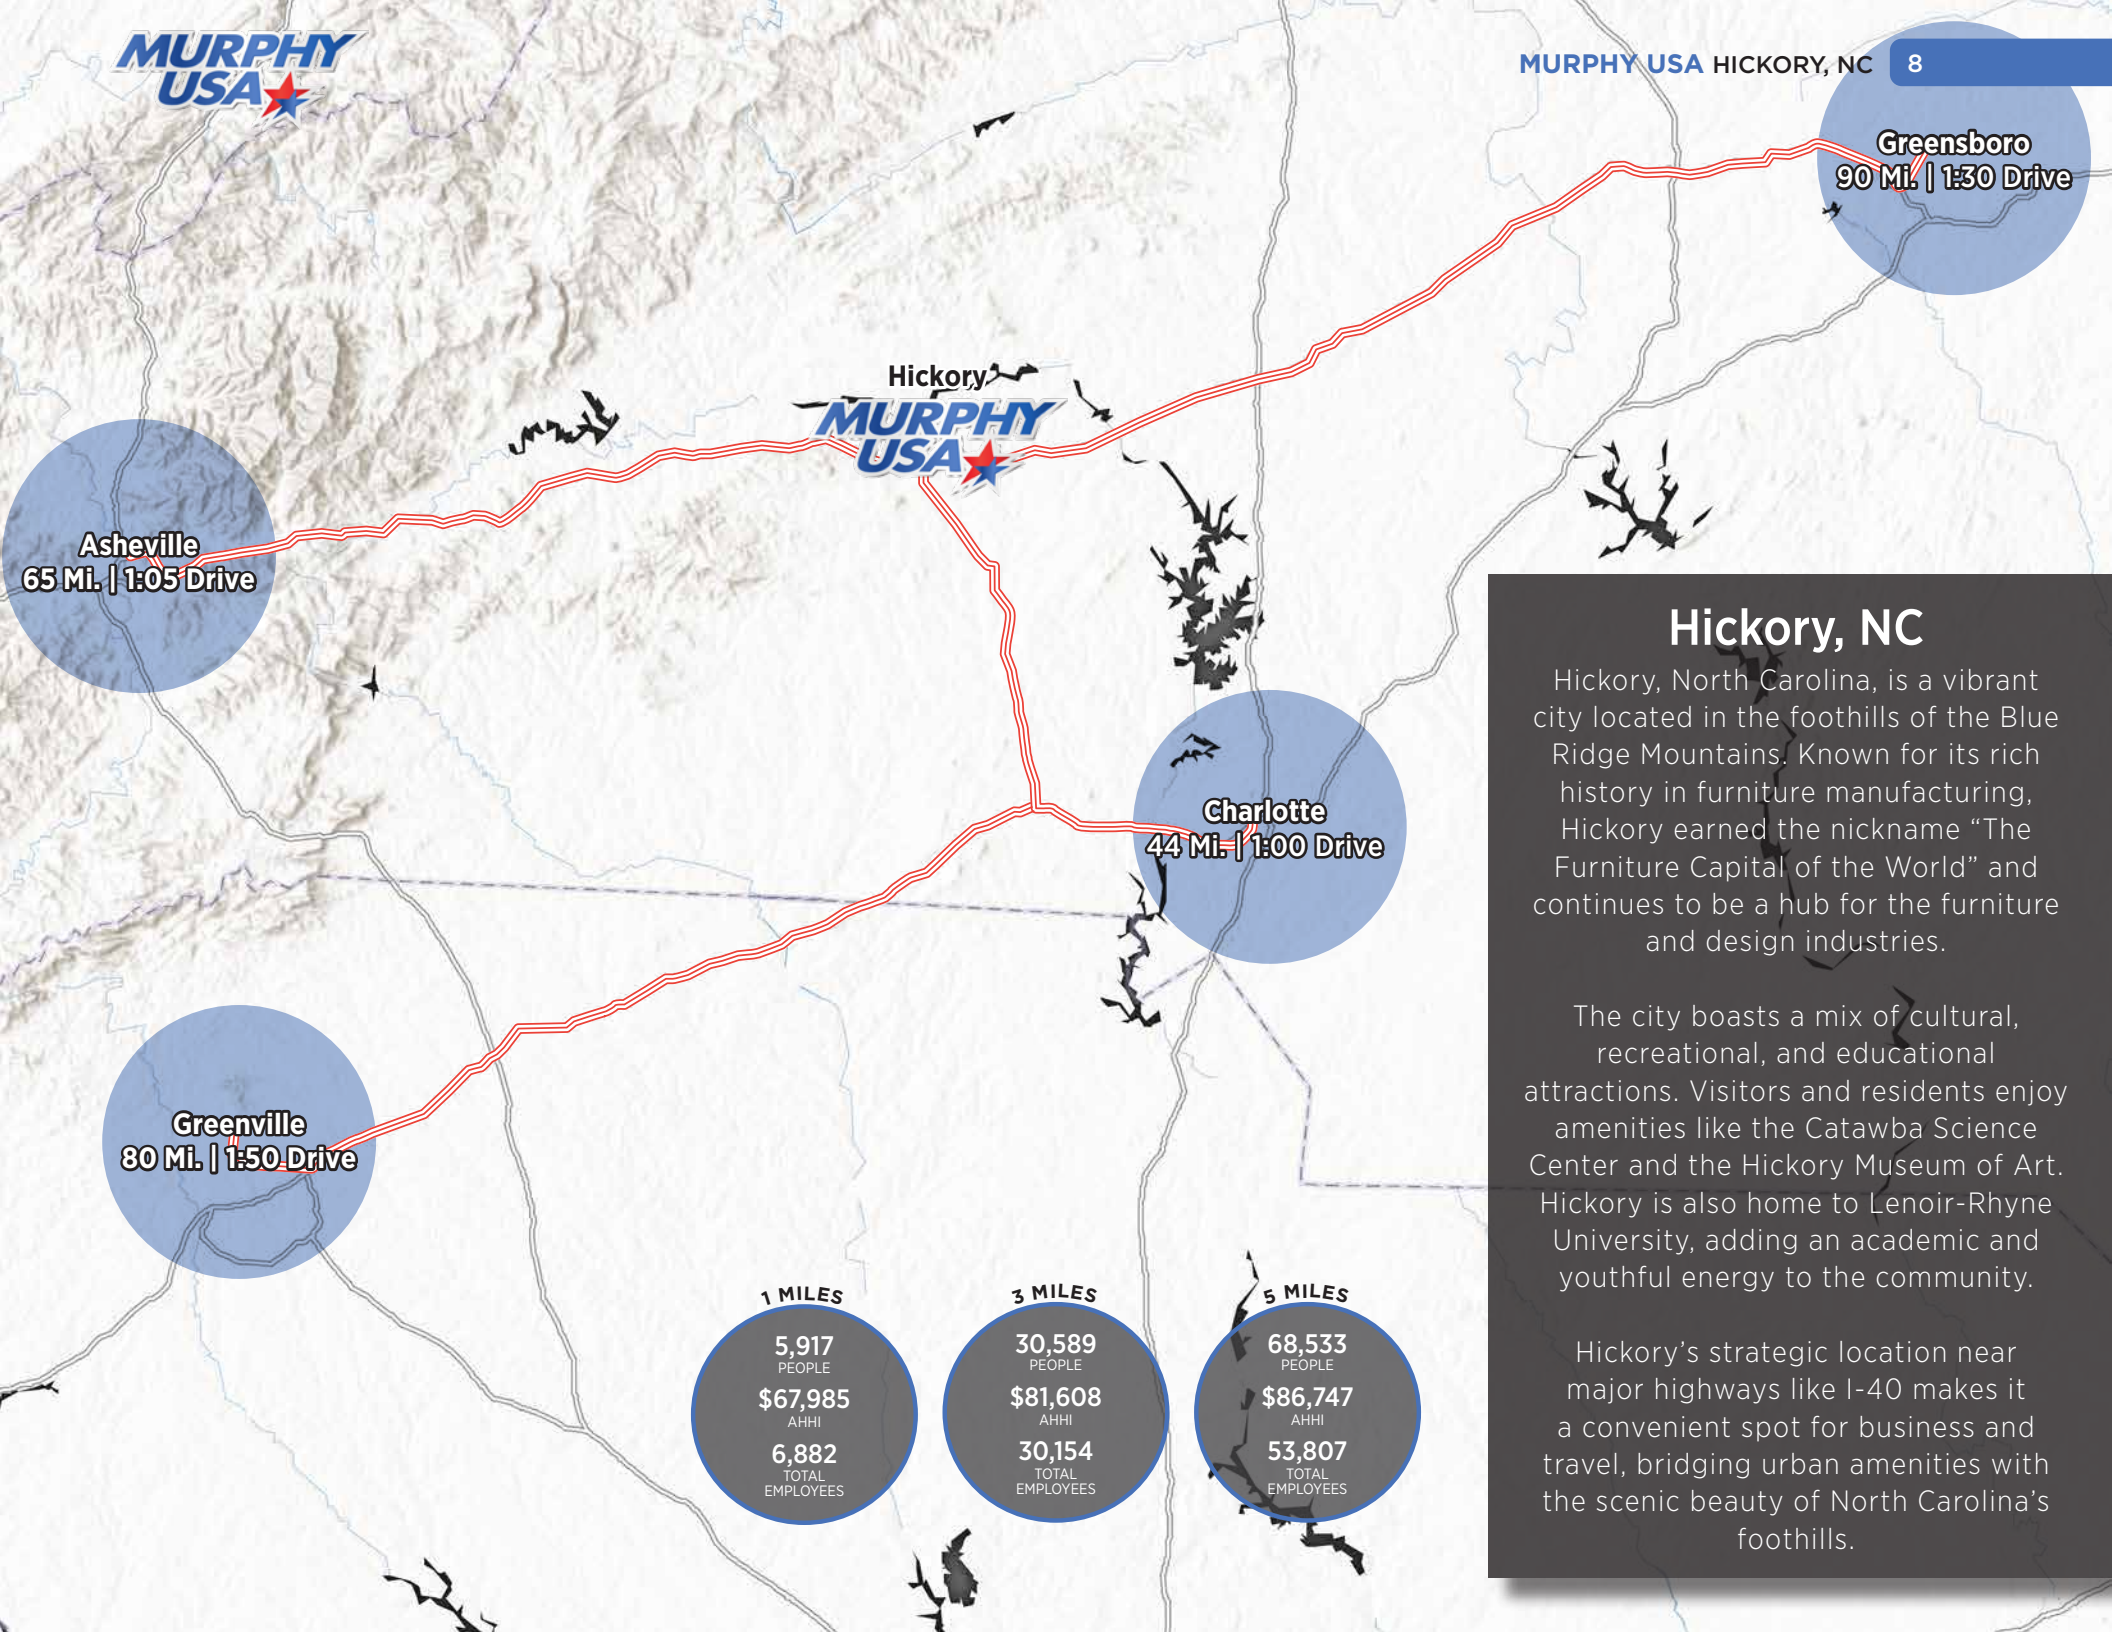 MURPHY
USA
MURPHY USA HICKORY, NC 8
Greensboro
90 Mi. | 1:30 Drive
Hickory
MURPHY
USA
Asheville
65 Mi. | 1:05 Drive
Charlotte
44 Mi. | 1:00 Drive
Greenville
80 Mi. | 1:50 Drive
1 MILES
5,917
PEOPLE
$67,985
AHHI
6,882
TOTAL
EMPLOYEES
3 MILES
30,589
PEOPLE
$81,608
AHHI
30,154
TOTAL
EMPLOYEES
5 MILES
68,533
PEOPLE
$86,747
AHHI
53,807
TOTAL
EMPLOYEES
Hickory, NC
Hickory, North Carolina, is a vibrant
city located in the foothills of the Blue
Ridge Mountains. Known for its rich
history in furniture manufacturing,
Hickory earned the nickname “The
Furniture Capital of the World” and
continues to be a hub for the furniture
and design industries.
The city boasts a mix of cultural,
recreational, and educational
attractions. Visitors and residents enjoy
amenities like the Catawba Science
Center and the Hickory Museum of Art.
Hickory is also home to Lenoir-Rhyne
University, adding an academic and
youthful energy to the community.
Hickory’s strategic location near
major highways like I-40 makes it
a convenient spot for business and
travel, bridging urban amenities with
the scenic beauty of North Carolina’s
foothills.